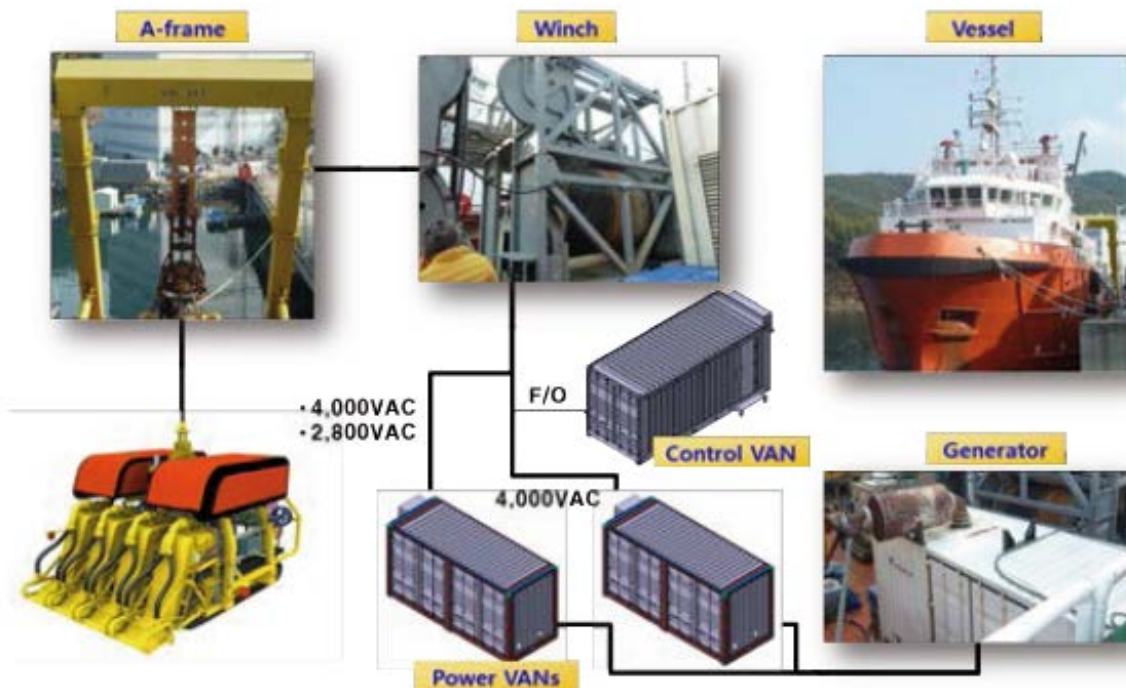 A-frame
Winch
Vessel
·4,000VAC
·2,800VAC
F/O
Control VAN
Generator
4,000VAC
Power VANs